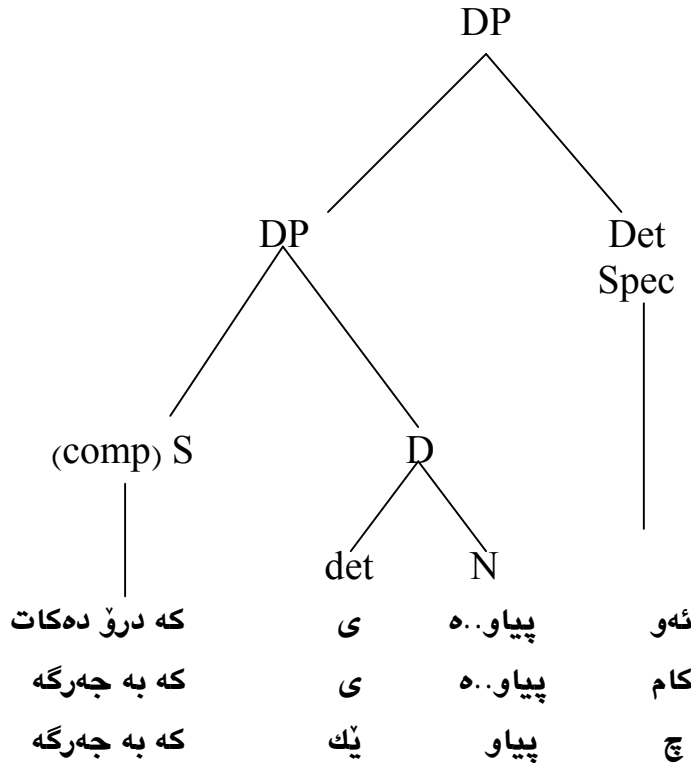 DP
DP Det
Spec
(comp) S D
det N
ئەو پیاو..ە ی کە درۆ دەکات
کام پیاو..ە ی کە بە جەرگە
چ پیاو ێك کە بە جەرگە